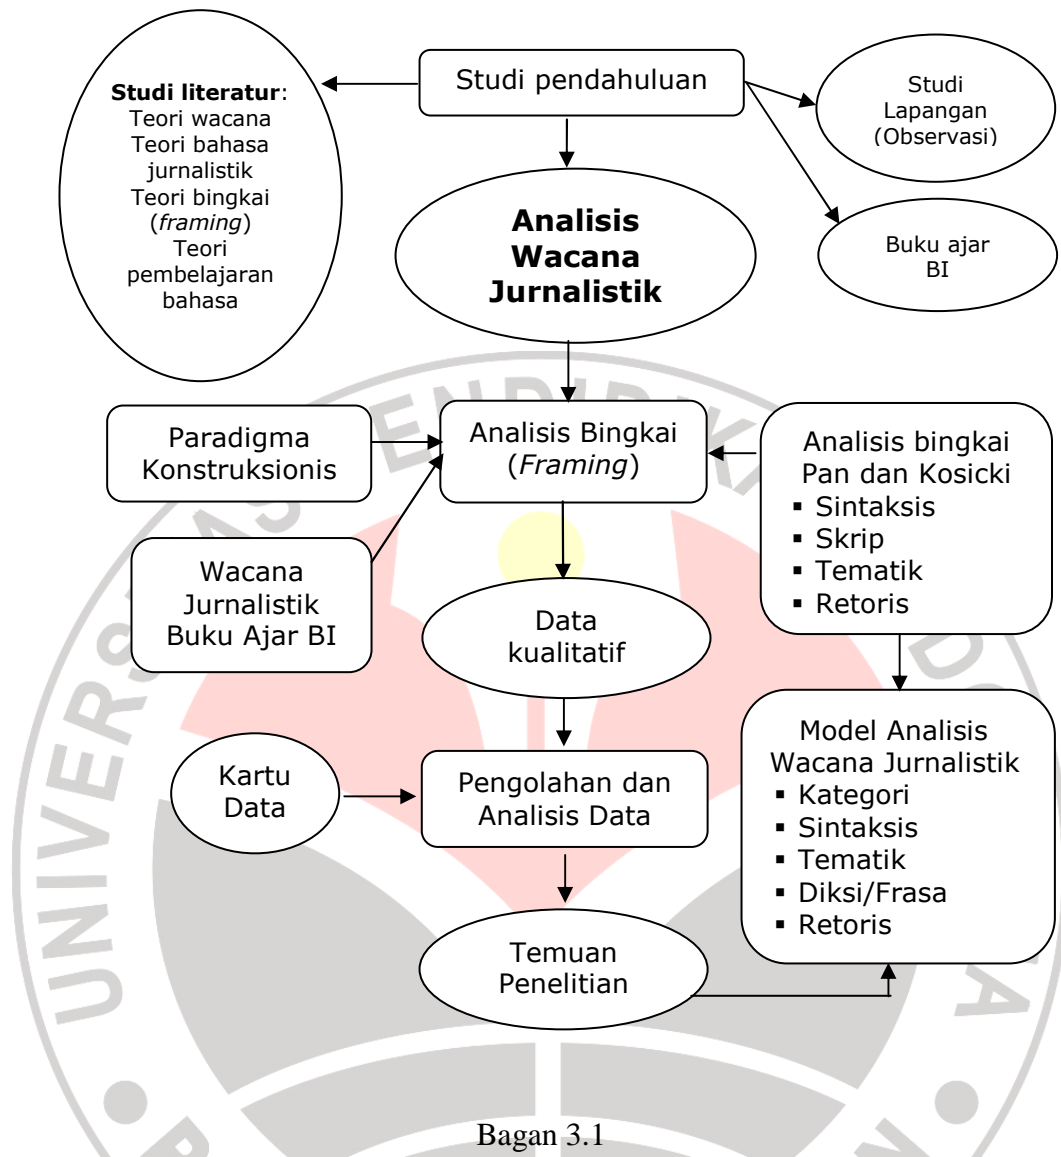 Studi pendahuluan
Studi literatur:
Teori wacana
Teori bahasa
jurnalistik
Teori bingkai
(framing)
Teori
pembelajaran
bahasa
Studi
Lapangan
(Observasi)
Analisis
Wacana
Jurnalistik
Buku ajar
BI
Paradigma
Konstruksionis
Analisis Bingkai
(Framing)
Analisis bingkai
Pan dan Kosicki
▪ Sintaksis
▪ Skrip
▪ Tematik
▪ Retoris
Wacana
Jurnalistik
Buku Ajar BI
Data
kualitatif
Model Analisis
Wacana Jurnalistik
▪ Kategori
▪ Sintaksis
▪ Tematik
▪ Diksi/Frasa
▪ Retoris
Kartu
Data
Pengolahan dan
Analisis Data
Temuan
Penelitian
Bagan 3.1